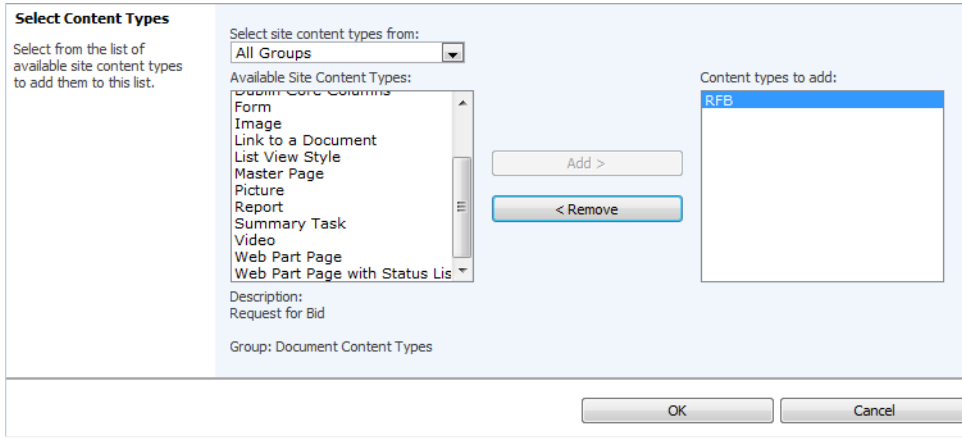 Select Content Types
Select from the list of
available site content types
to add them to this list.
Select site content types from:
All Groups
Available Site Content Types:
Dublin Core Columns
Form
Image
Link to a Document
List View Style
Master Page
Picture
Report
Summary Task
Video
Web Part Page
Web Part Page with Status Lis
Add >
< Remove
Content types to add:
RFB
Description:
Request for Bid
Group: Document Content Types
OK
Cancel